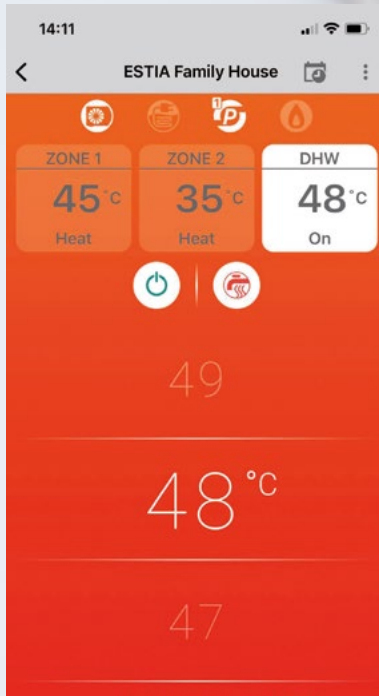 14:11
ESTIA Family House
1
P
ZONE 1 ZONE 2 DHW
45°C 35°C 48°C
Heat Heat On
49
48°C
47